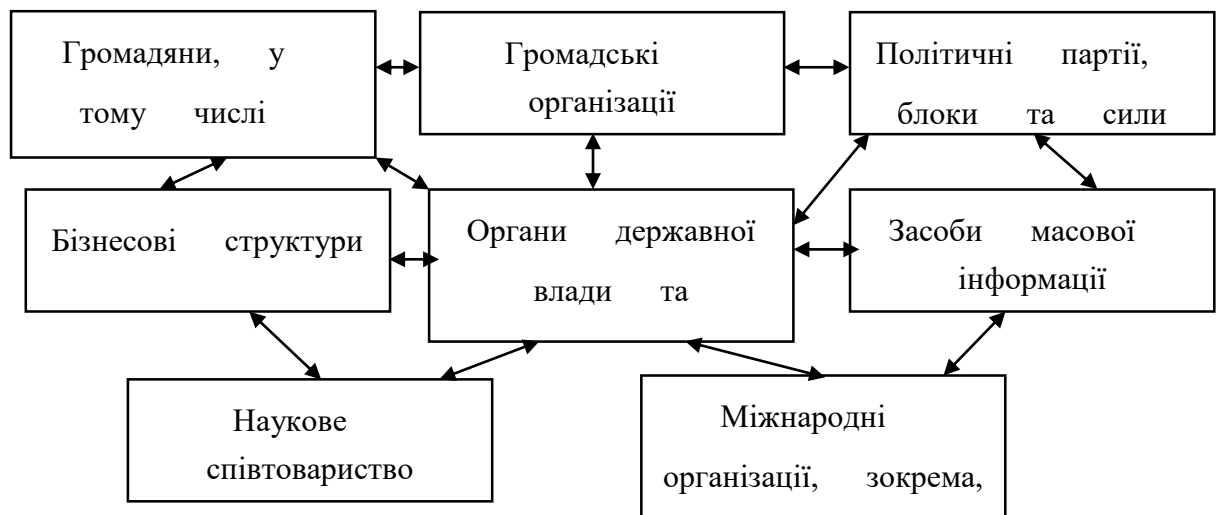 Громадяни, у
тому числі
Громадські
організації
Політичні партії,
блоки та сили
Бізнесові структури
Органи державної
влади та
Засоби масової
інформації
Наукове
співтовариство
Міжнародні
організації, зокрема,